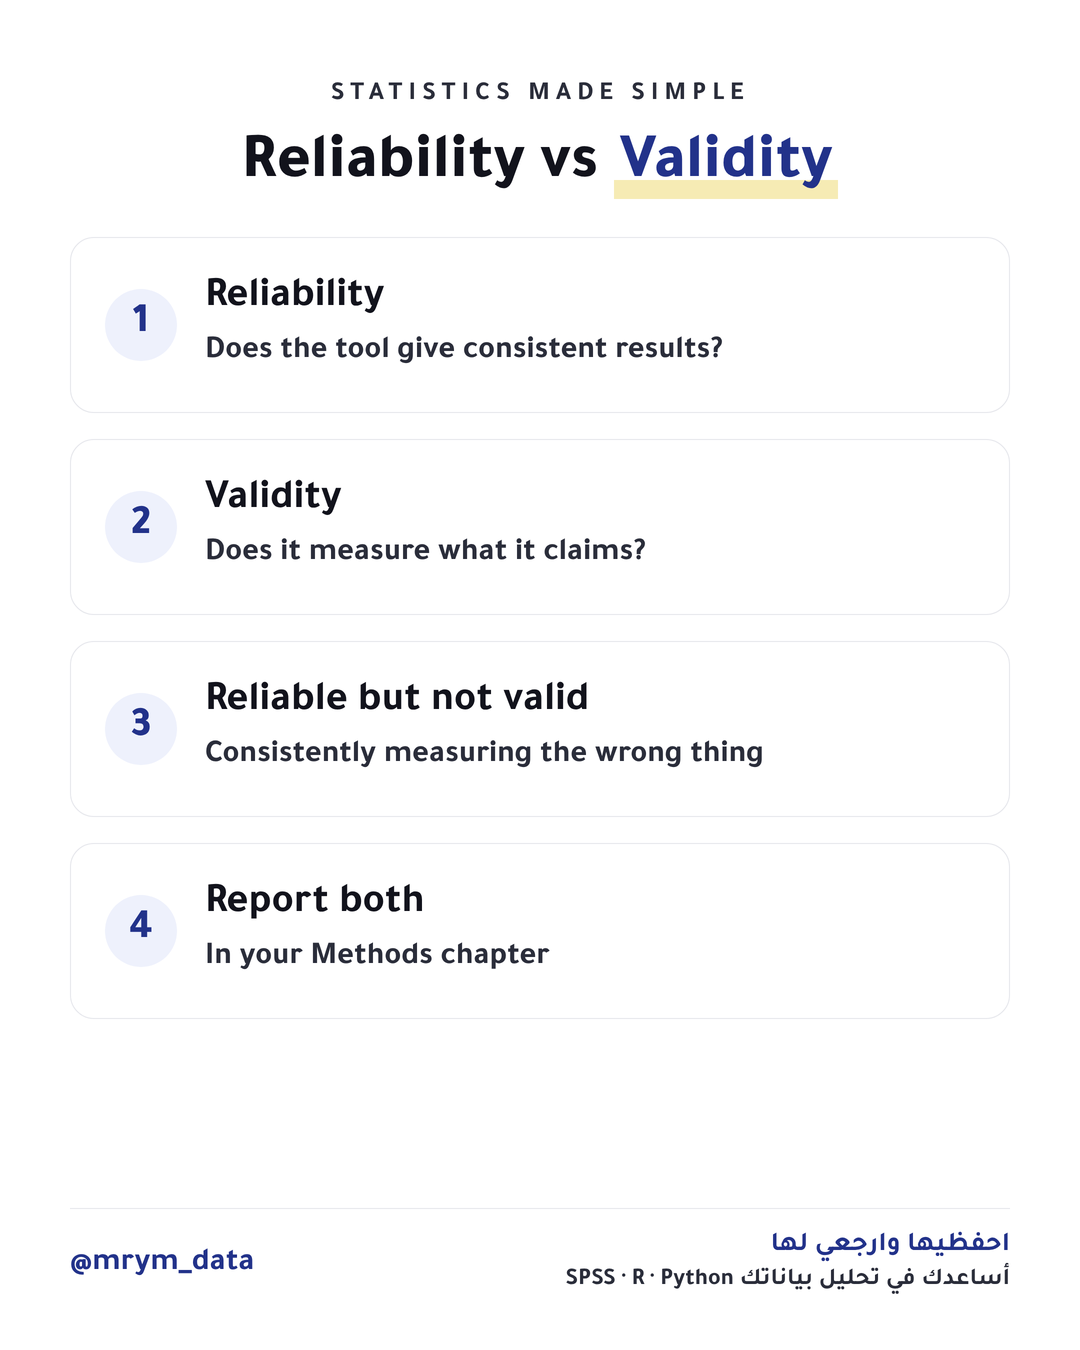 STATISTICS MADE SIMPLE
Reliability vs Validity
1
Reliability
Does the tool give consistent results?
2
Validity
Does it measure what it claims?
3
Reliable but not valid
Consistently measuring the wrong thing
4
Report both
In your Methods chapter
احفظيها وارجعي لها
أساعدك في تحليل بياناتك SPSS · R · Python
@mrym_data